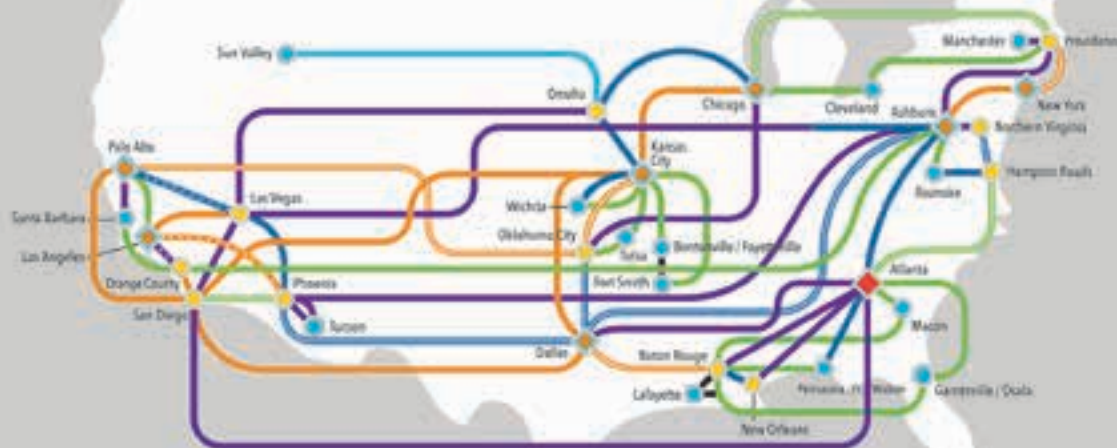 Sun Valley
Manchester
Providence
Omaha
Chicago
Cleveland
Ashburn
New York
Northern Virginia
Palo Alto
Kansas
City
Hampton Roads
Roanoke
Las Vegas
Wichita
Santa Barbara
Oklahoma City
Tulsa
Bentonville / Fayetteville
Los Angeles
Fort Smith
Atlanta
Orange County
Phoenix
San Diego
Tucson
Macon
Dallas
Baton Rouge
Gainesville / Ocala
Lafayette
New Orleans